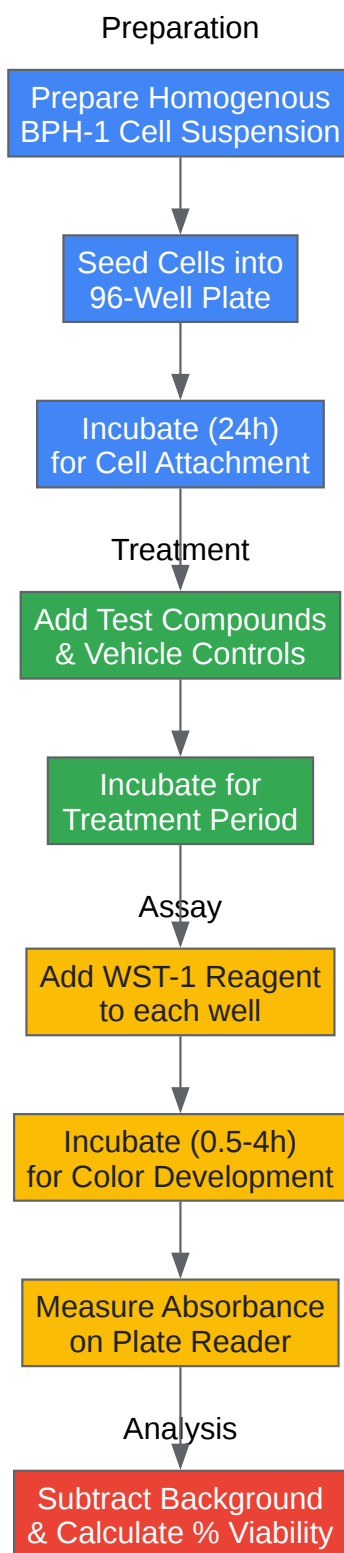 Preparation
Prepare Homogenous
BPH-1 Cell Suspension
Seed Cells into
96-Well Plate
Incubate (24h)
for Cell Attachment
Treatment
Add Test Compounds
& Vehicle Controls
Incubate for
Treatment Period
Assay
Add WST-1 Reagent
to each well
Incubate (0.5-4h)
for Color Development
Measure Absorbance
on Plate Reader
Analysis
Subtract Background
& Calculate % Viability